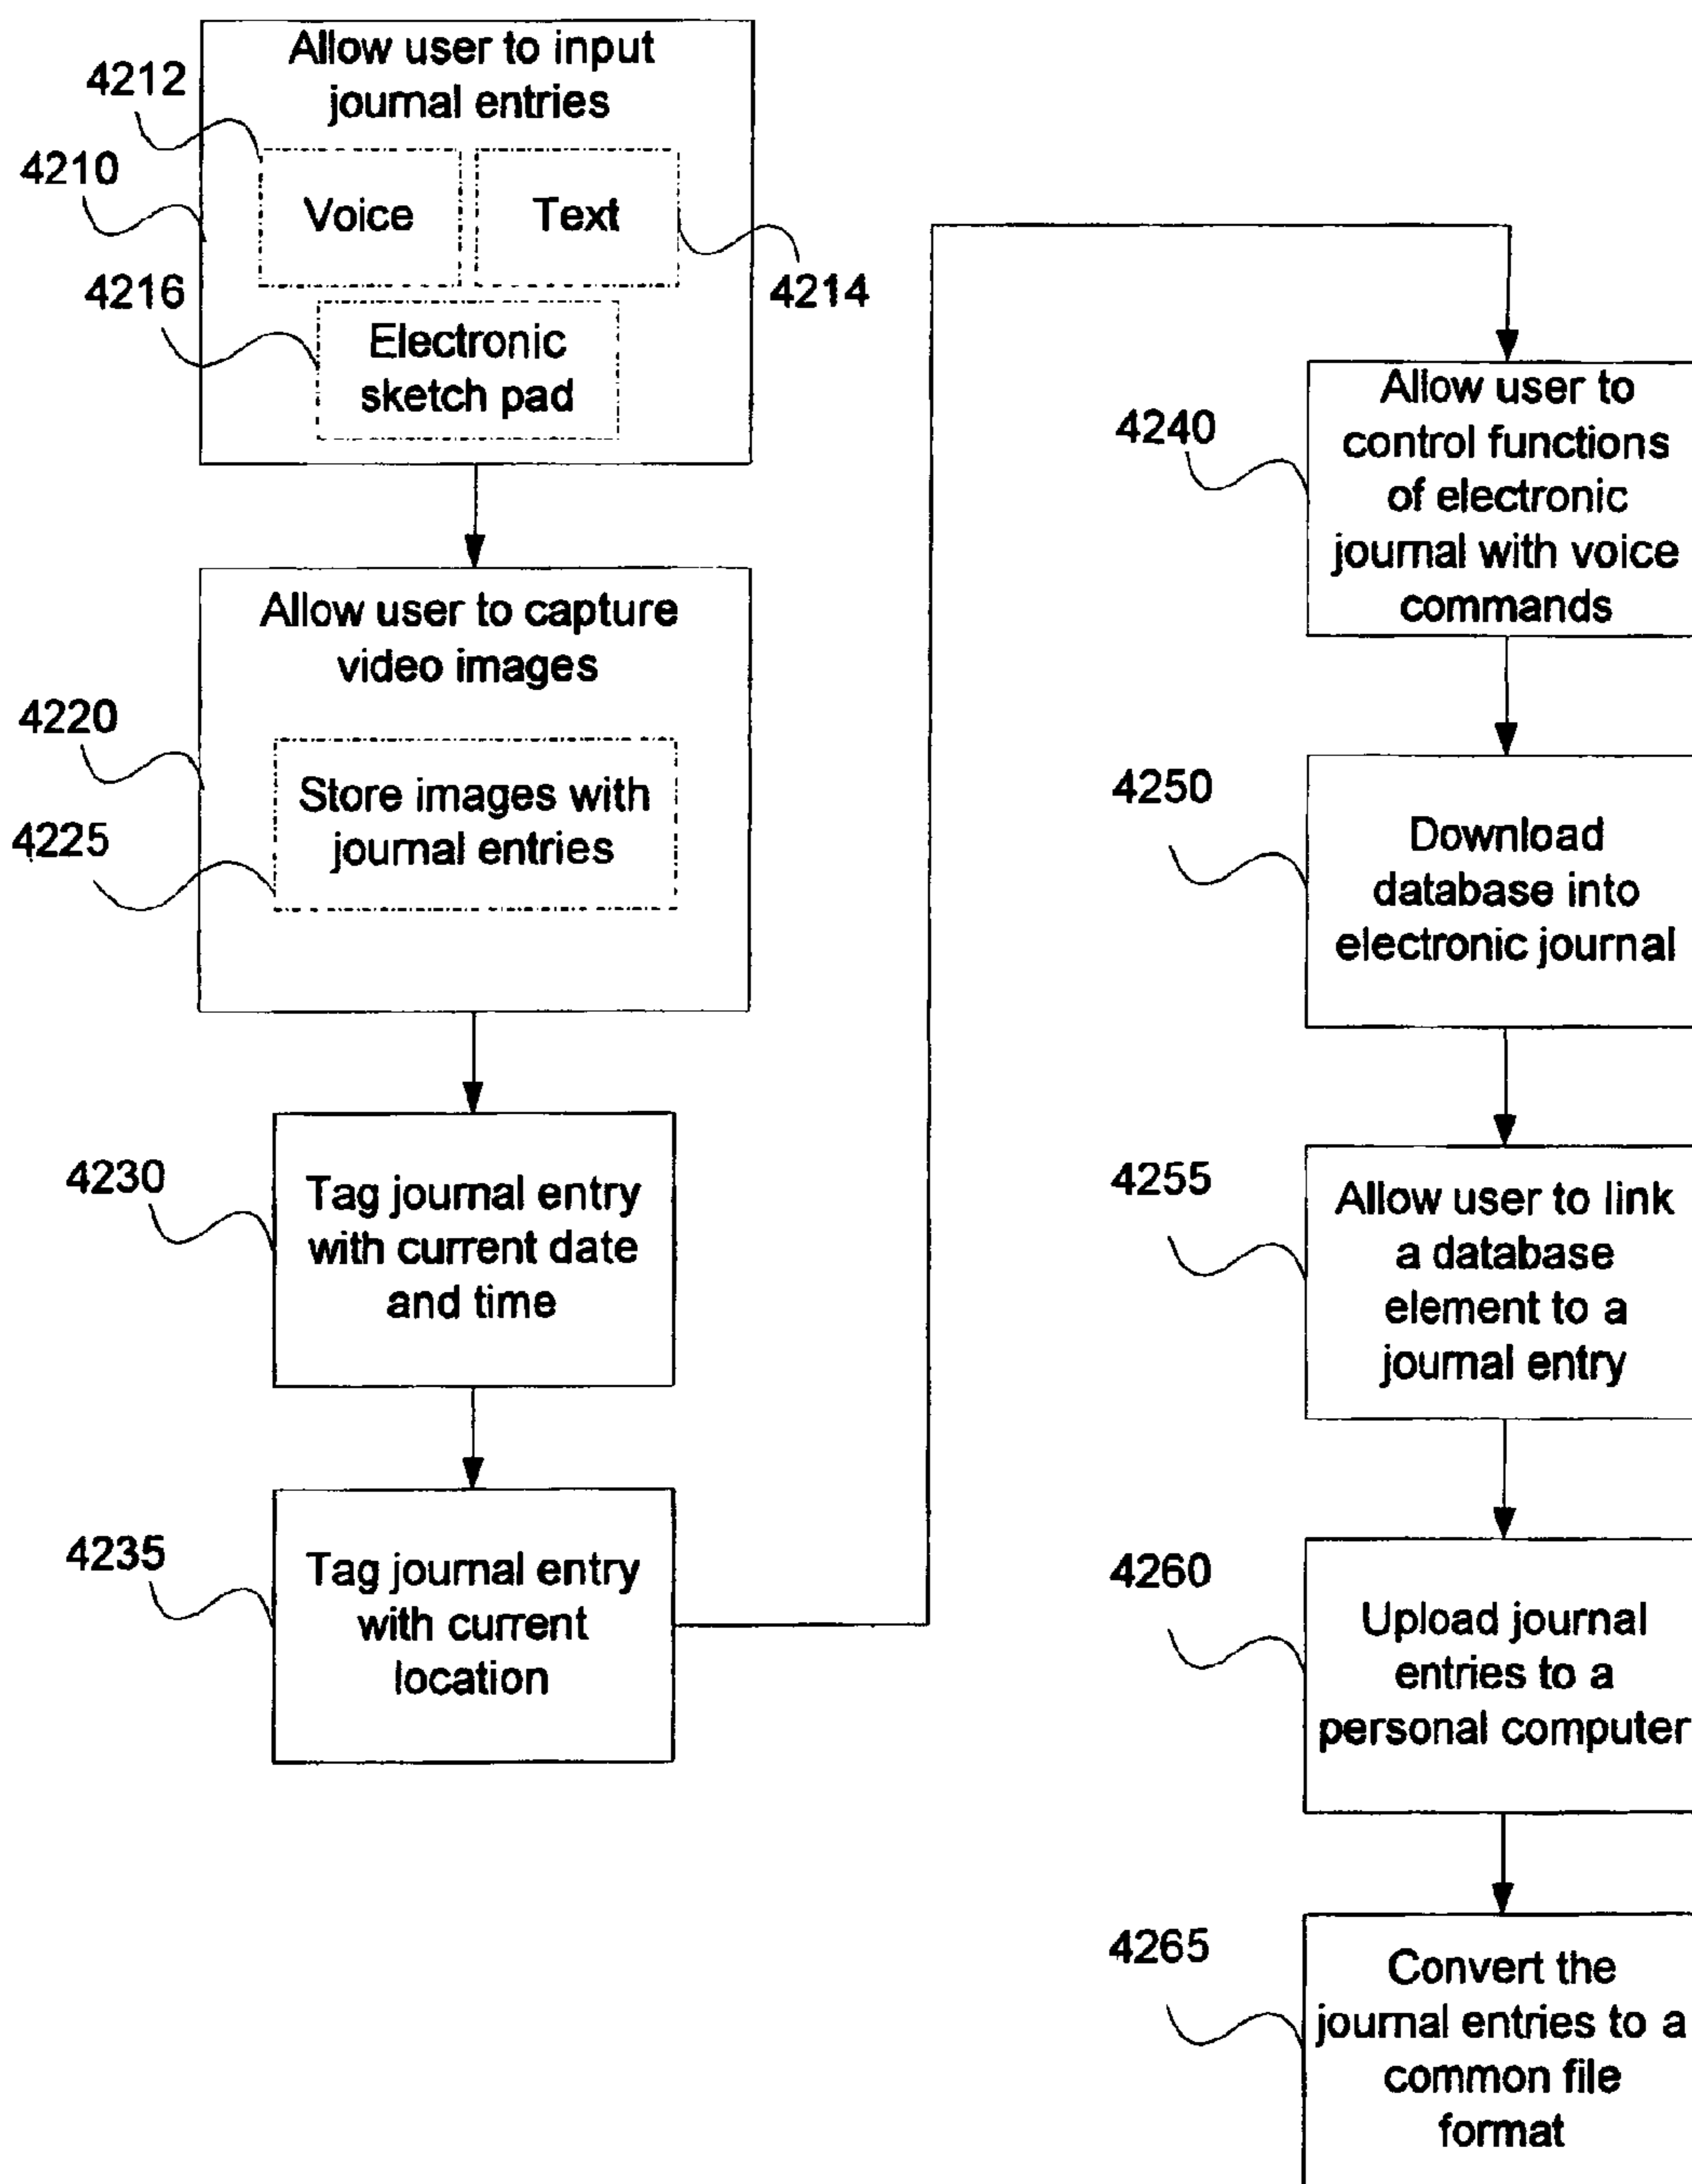 Allow user to input
journal entries
4212
4210
Voice
Text
4216
4214
Electronic
sketch pad
Allow user to capture
video images
4220
Store images with
journal entries
4225
4230
Tag journal entry
with current date
and time
4235
Tag journal entry
with current
location
4240
Allow user to
control functions
of electronic
journal with voice
commands
4250
Download
database into
electronic journal
4255
Allow user to link
a database
element to a
journal entry
4260
Upload journal
entries to a
personal computer
4265
Convert the
journal entries to a
common file
format